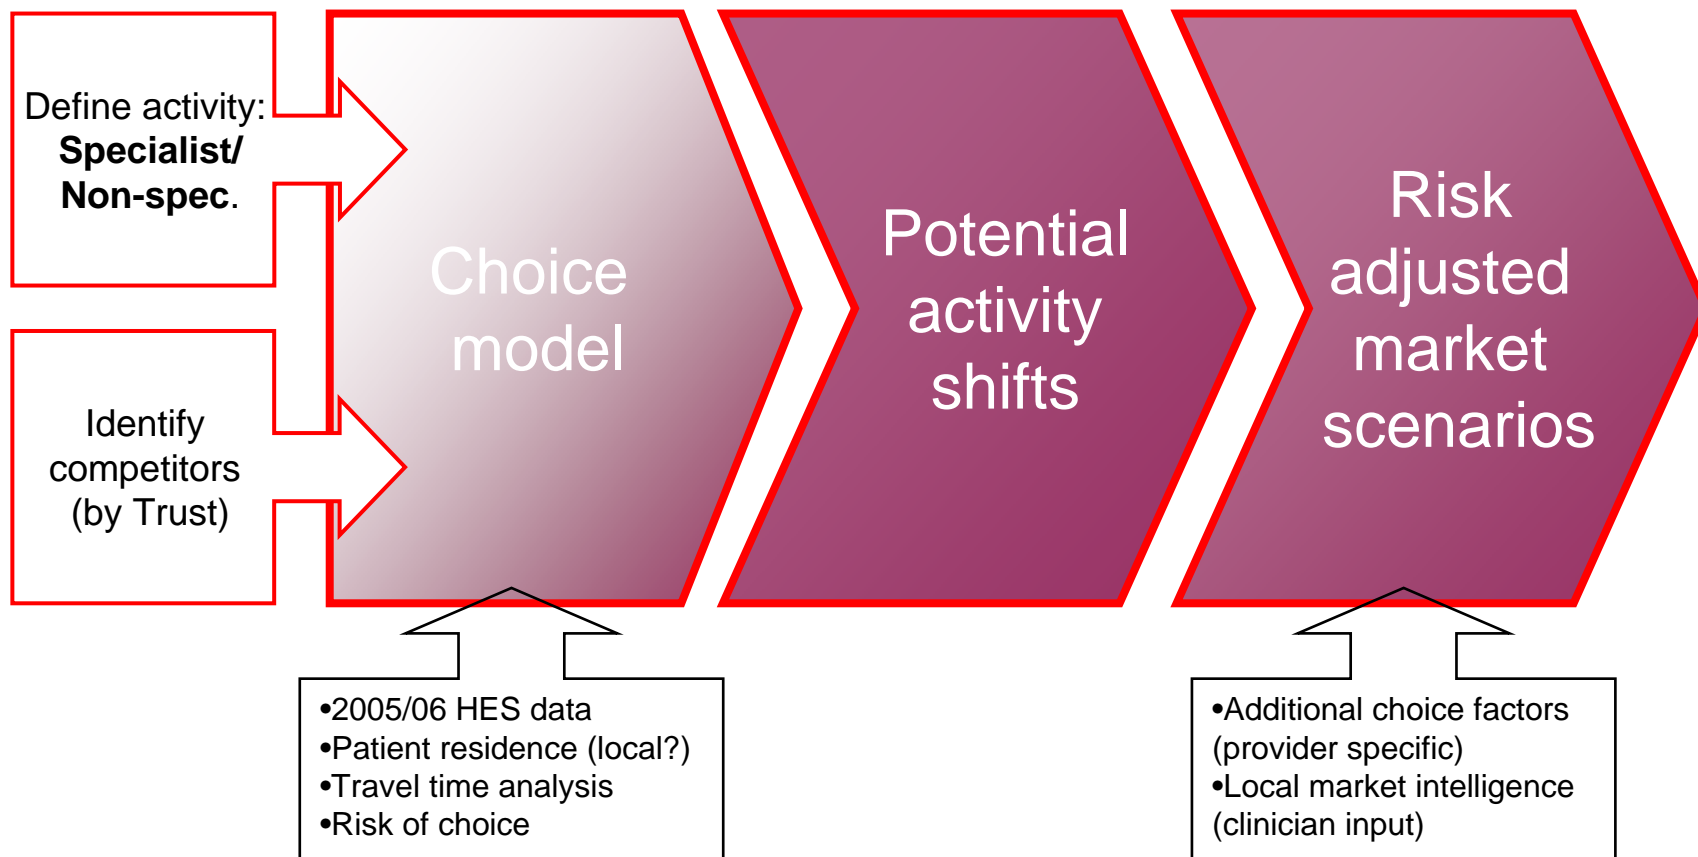 Define activity:
Specialist/
Non-spec.
Identify
competitors
(by Trust)
Choice
model
Potential
activity
shifts
Risk
adjusted
market
scenarios
•2005/06 HES data
•Patient residence (local?)
•Travel time analysis
•Risk of choice
•Additional choice factors
(provider specific)
•Local market intelligence
(clinician input)